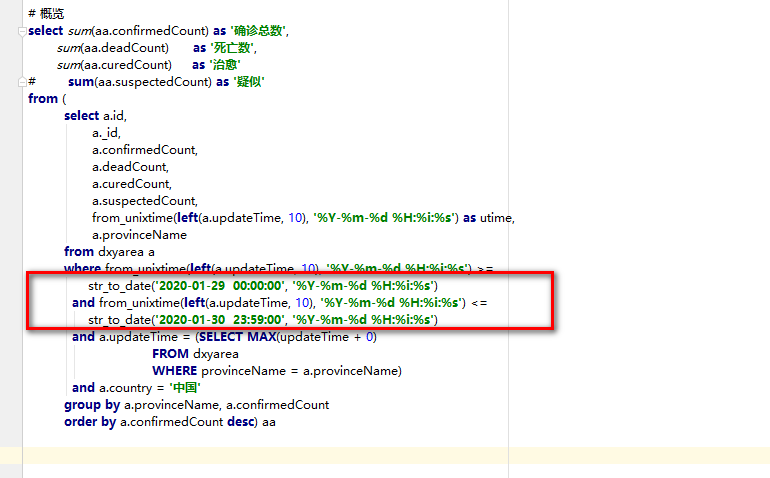 # 概览
select sum(aa.confirmedCount) as '确诊总数',
sum(aa.deadCount) as '死亡数',
sum(aa.curedCount) as '治愈'
# sum(aa.suspectedCount) as '疑似'
from (
select a.id,
a._id,
a.confirmedCount,
a.deadCount,
a.curedCount,
a.suspectedCount,
from_unixtime(left(a.updateTime, 10), '%Y-%m-%d %H:%i:%s') as utime,
a.provinceName
from dxyarea a
where from_unixtime(left(a.updateTime, 10), '%Y-%m-%d %H:%i:%s') >=
str_to_date('2020-01-29 00:00:00', '%Y-%m-%d %H:%i:%s')
and from_unixtime(left(a.updateTime, 10), '%Y-%m-%d %H:%i:%s') <=
str_to_date('2020-01-30 23:59:00', '%Y-%m-%d %H:%i:%s')
and a.updateTime = (SELECT MAX(updateTime + 0)
FROM dxyarea
WHERE provinceName = a.provinceName)
and a.country = '中国'
group by a.provinceName, a.confirmedCount
order by a.confirmedCount desc) aa